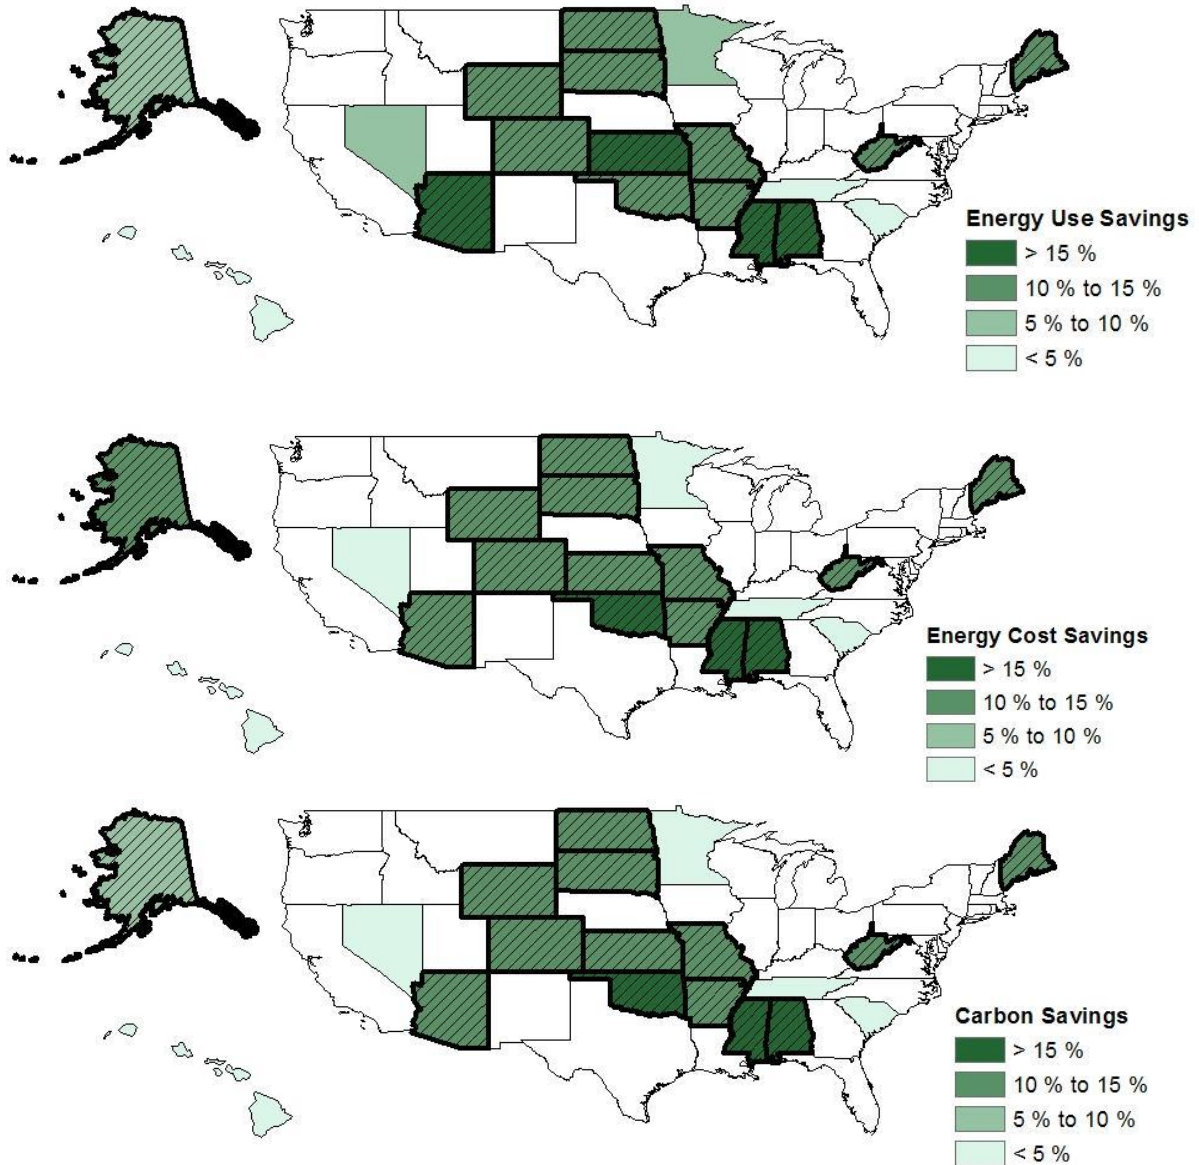 Energy Use Savings
> 15 %
10 % to 15 %
5 % to 10 %
< 5 %
Energy Cost Savings
> 15 %
10 % to 15 %
5 % to 10 %
< 5 %
Carbon Savings
> 15 %
10 % to 15 %
5 % to 10 %
< 5 %